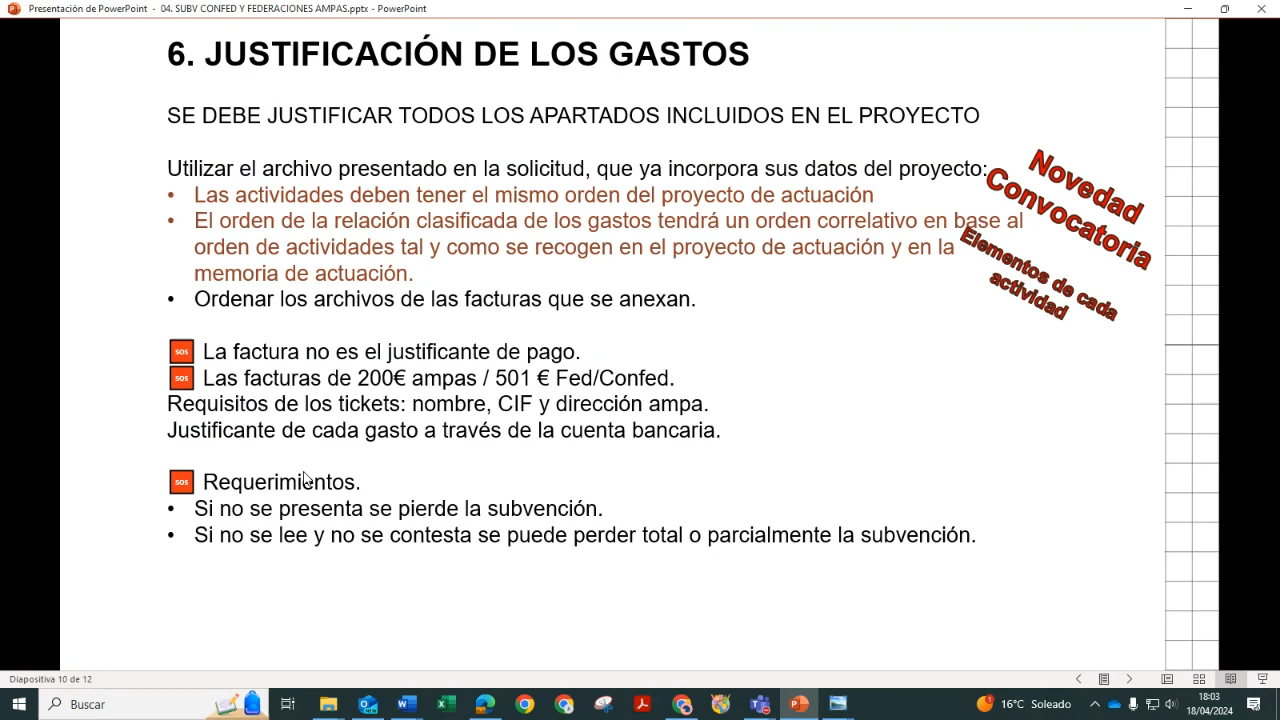 Presentación de PowerPoint - 04. SUBV CONFED Y FEDERACIONES AMPAS.pptx - PowerPoint
6. JUSTIFICACIÓN DE LOS GASTOS
SE DEBE JUSTIFICAR TODOS LOS APARTADOS INCLUIDOS EN EL PROYECTO
Utilizar el archivo presentado en la solicitud, que ya incorpora sus datos del proyecto:
• Las actividades deben tener el mismo orden del proyecto de actuación
• El orden de la relación clasificada de los gastos tendrá un orden correlativo en base al
orden de actividades tal y como se recogen en el proyecto de actuación y en la
memoria de actuación.
• Ordenar los archivos de las facturas que se anexan.
Novedad
Convocatoria
Elementos de cada
actividad
SOS La factura no es el justificante de pago.
SOS Las facturas de 200€ ampas / 501 € Fed/Confed.
Requisitos de los tickets: nombre, CIF y dirección ampa.
Justificante de cada gasto a través de la cuenta bancaria.
SOS Requerimientos.
• Si no se presenta se pierde la subvención.
• Si no se lee y no se contesta se puede perder total o parcialmente la subvención.
Diapositiva 10 de 12
Buscar
16°C Soleado
18:03
18/04/2024